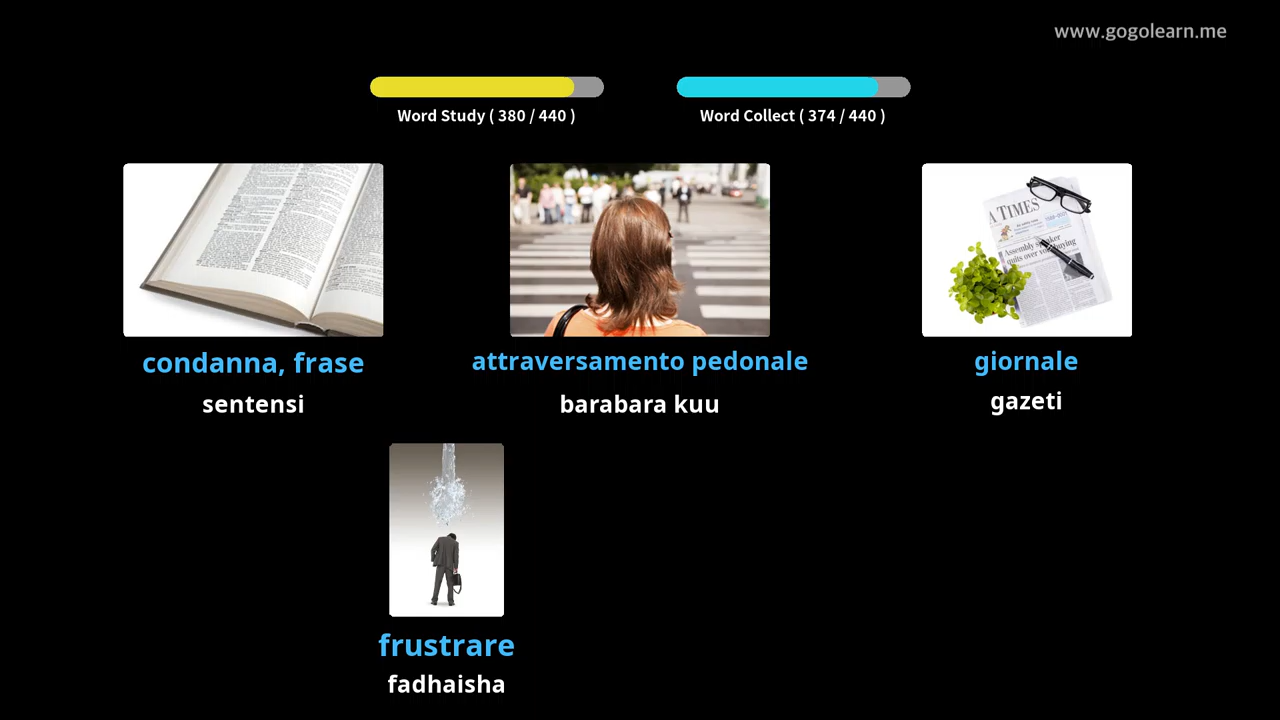 www.gogolearn.me
Word Study ( 380 / 440 )
Word Collect ( 374 / 440 )
A TIMES
condanna, frase
sentensi
attraversamento pedonale
barabara kuu
giornale
gazeti
frustrare
fadhaisha